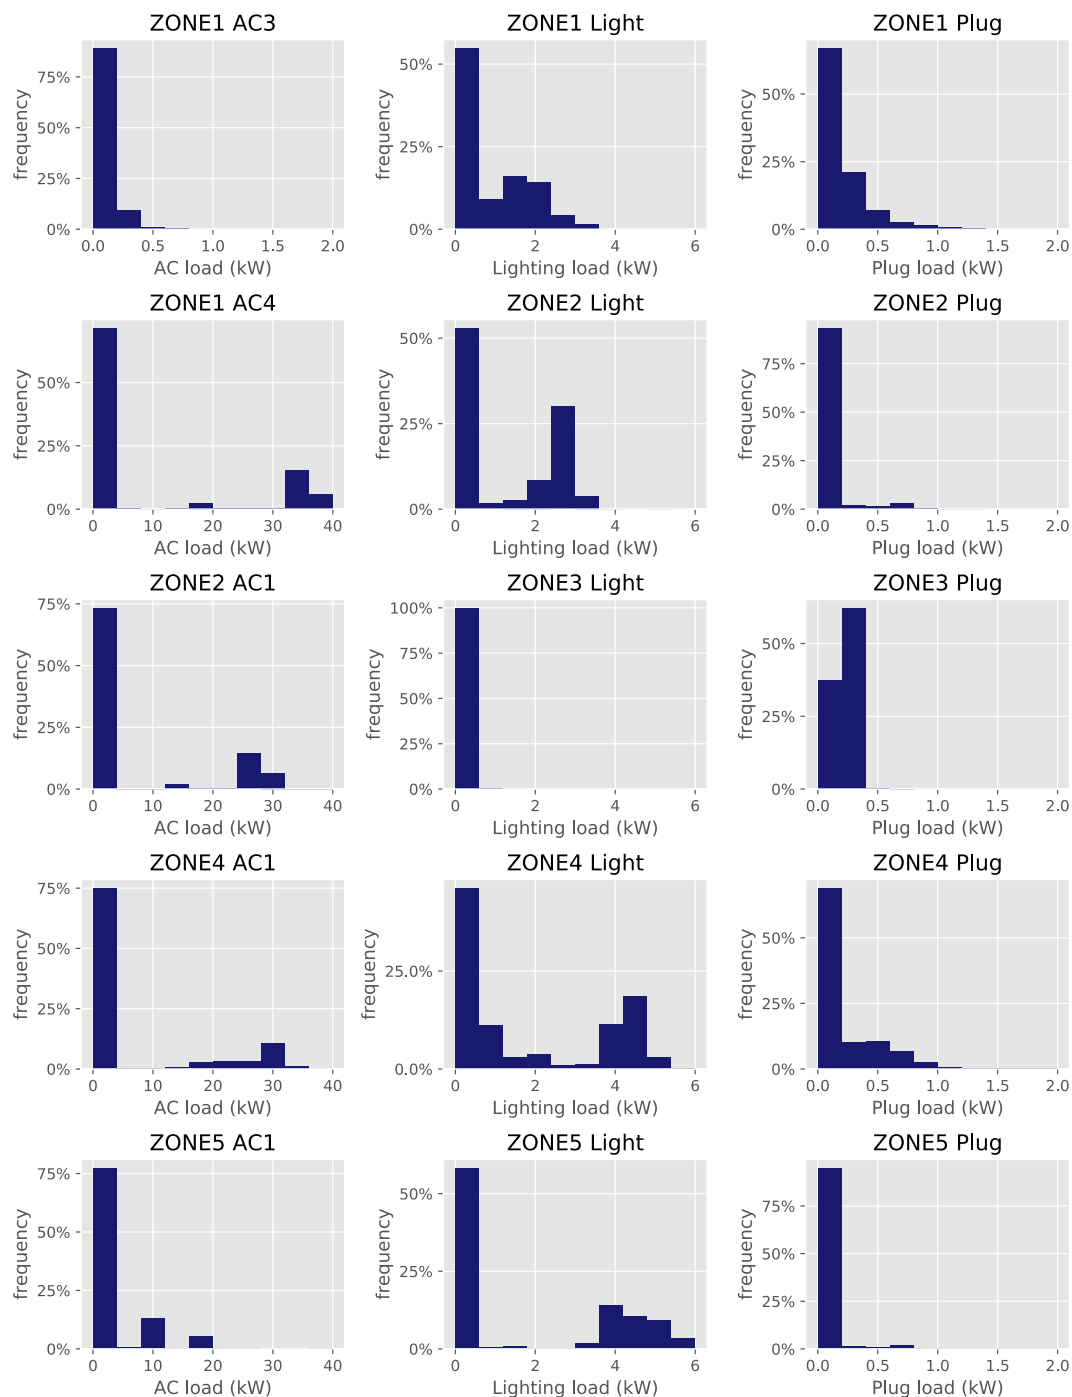 ZONE1 AC3
75%
50%
25%
0%
frequency
0.0 0.5 1.0 1.5 2.0
AC load (kW)
ZONE1 Light
50%
25%
0%
frequency
0 2 4 6
Lighting load (kW)
ZONE1 Plug
50%
25%
0%
frequency
0.0 0.5 1.0 1.5 2.0
Plug load (kW)
ZONE1 AC4
50%
25%
0%
frequency
0 10 20 30 40
AC load (kW)
ZONE2 Light
50%
25%
0%
frequency
0 2 4 6
Lighting load (kW)
ZONE2 Plug
75%
50%
25%
0%
frequency
0.0 0.5 1.0 1.5 2.0
Plug load (kW)
ZONE2 AC1
75%
50%
25%
0%
frequency
0 10 20 30 40
AC load (kW)
ZONE3 Light
100%
75%
50%
25%
0%
frequency
0 2 4 6
Lighting load (kW)
ZONE3 Plug
50%
25%
0%
frequency
0.0 0.5 1.0 1.5 2.0
Plug load (kW)
ZONE4 AC1
75%
50%
25%
0%
frequency
0 10 20 30 40
AC load (kW)
ZONE4 Light
25.0%
0.0%
frequency
0 2 4 6
Lighting load (kW)
ZONE4 Plug
50%
25%
0%
frequency
0.0 0.5 1.0 1.5 2.0
Plug load (kW)
ZONE5 AC1
75%
50%
25%
0%
frequency
0 10 20 30 40
AC load (kW)
ZONE5 Light
50%
25%
0%
frequency
0 2 4 6
Lighting load (kW)
ZONE5 Plug
75%
50%
25%
0%
frequency
0.0 0.5 1.0 1.5 2.0
Plug load (kW)